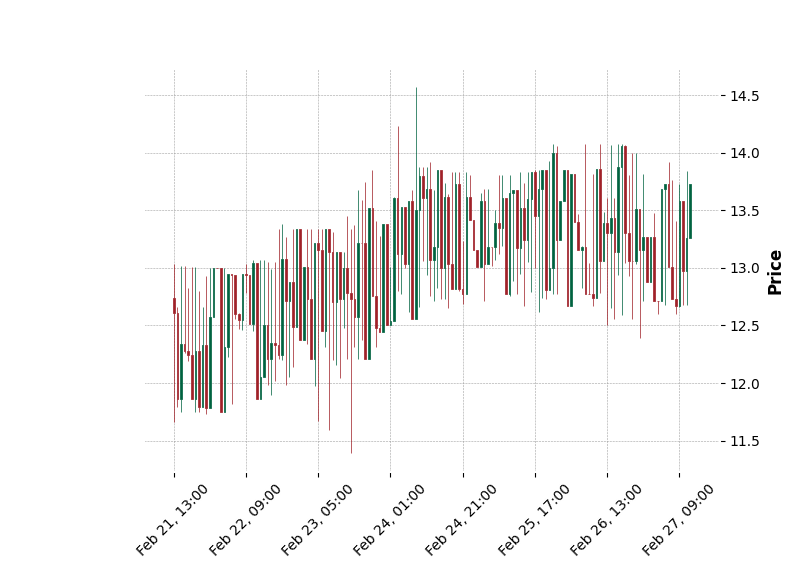 14.5
14.0
13.5
13.0
12.5
12.0
11.5
Price
Feb 21, 13:00
Feb 22, 09:00
Feb 23, 05:00
Feb 24, 01:00
Feb 24, 21:00
Feb 25, 17:00
Feb 26, 13:00
Feb 27, 09:00